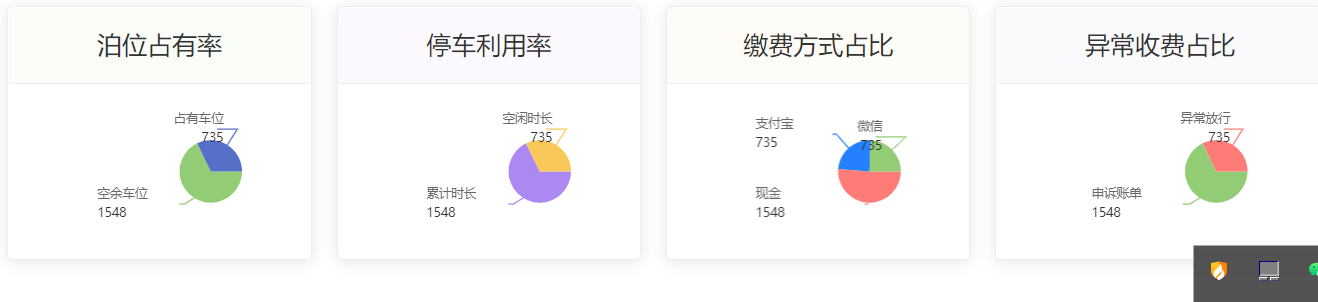 泊位占有率
占有车位
735
空余车位
1548
停车利用率
空闲时长
735
累计时长
1548
缴费方式占比
支付宝
735
微信
735
现金
1548
异常收费占比
异常放行
735
申诉账单
1548